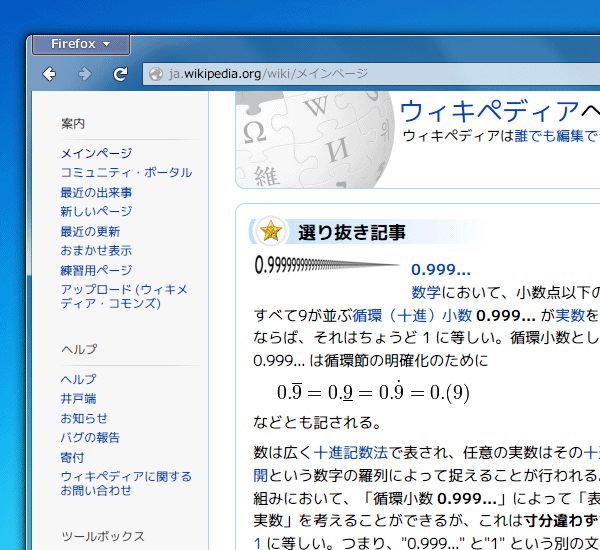 Firefox
ja.wikipedia.org/wiki/メインページ
案内
メインページ
コミュニティ・ポータル
最近の出来事
新しいページ
最近の更新
おまかせ表示
練習用ページ
アップロード (ウィキメ
ディア・コモンズ)
ヘルプ
ヘルプ
井戸端
お知らせ
バグの報告
寄付
ウィキペディアに関する
お問い合わせ
ツールボックス
Ω W И 維
ウィキペディアへ
ウィキペディアは誰でも編集で
選り抜き記事
0.999...
数学において、小数点以下の
すべて9が並ぶ循環（十進）小数 0.999... が実数を
ならば、それはちょうど 1 に等しい。循環小数とし
0.999... は循環節の明確化のために
0.9̅ = 0.9̲ = 0.9̇ = 0.(9)
などとも記される。
数は広く十進記数法で表され、任意の実数はその十
開という数字の羅列によって捉えることが行われる。
組みにおいて、「循環小数 0.999...」によって「表
実数」を考えることができるが、これは寸分違わず
1 に等しい。つまり、"0.999..." と"1" という別の文